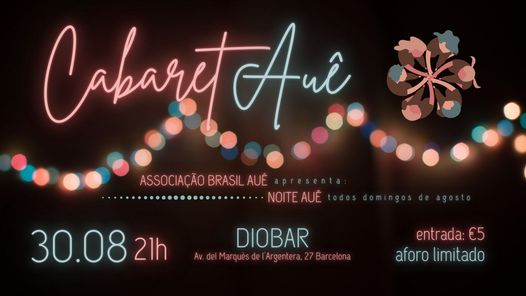 Cabaret Auê
ASSOCIAÇÃO BRASIL AUÊ apresenta:
NOITE AUÊ todos domingos de agosto
30.08 21h
DIOBAR
Av. del Marquès de l'Argentera, 27 Barcelona
entrada: €5
aforo limitado